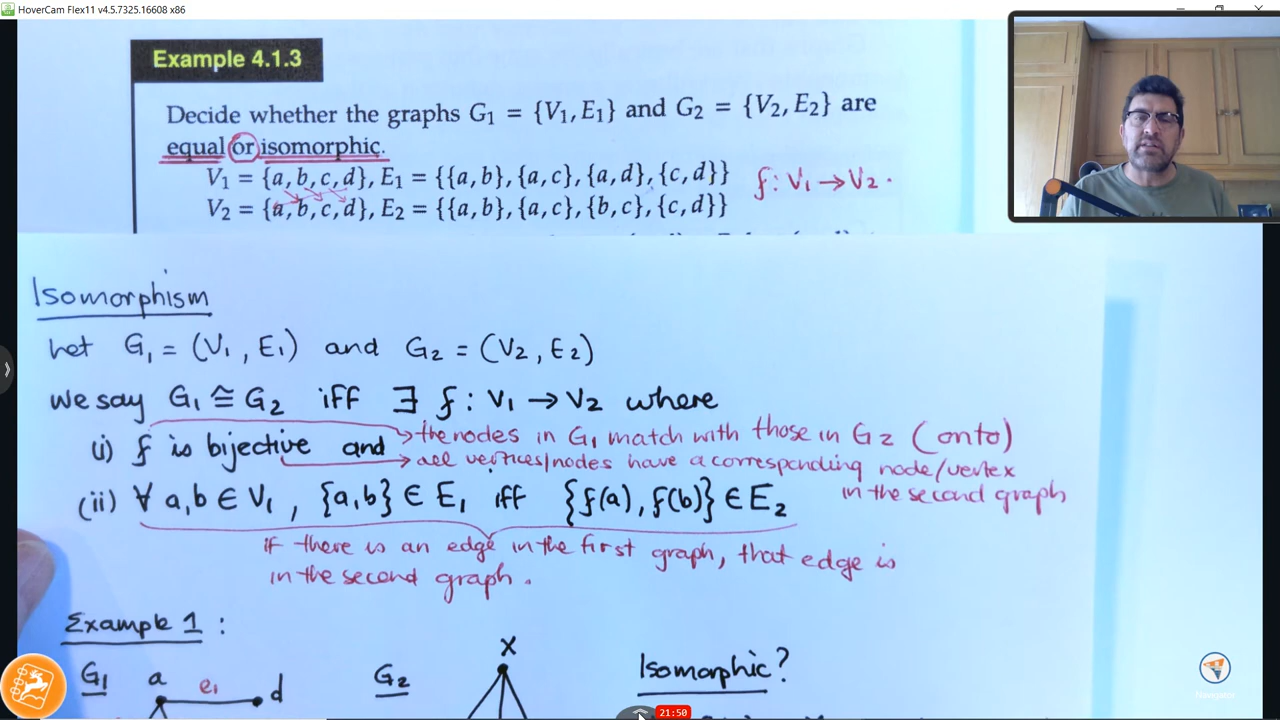 HoverCam Flex11 v4.5.7325.16608 x86
Example 4.1.3
Decide whether the graphs G₁ = {V₁, E₁} and G₂ = {V₂, E₂} are
equal or isomorphic.
V₁ = {a, b, c, d}, E₁ = {{a, b}, {a, c}, {a, d}, {c, d}}
f: V₁ → V₂.
V₂ = {a, b, c, d}, E₂ = {{a, b}, {a, c}, {b, c}, {c, d}}
Isomorphism
Let G₁ = (V₁, E₁) and G₂ = (V₂, E₂)
We say G₁ ≅ G₂ iff ∃ f: V₁ → V₂ where
(i) f is bijective and
the nodes in G₁ match with those in G₂ (onto)
all vertices/nodes have a corresponding node/vertex
in the second graph
(ii) ∀ a, b ∈ V₁, {a, b} ∈ E₁ iff {f(a), f(b)} ∈ E₂
if there is an edge in the first graph, that edge is
in the second graph.
Example 1:
G₁ a e₁ d
G₂ X
Isomorphic?
21:50